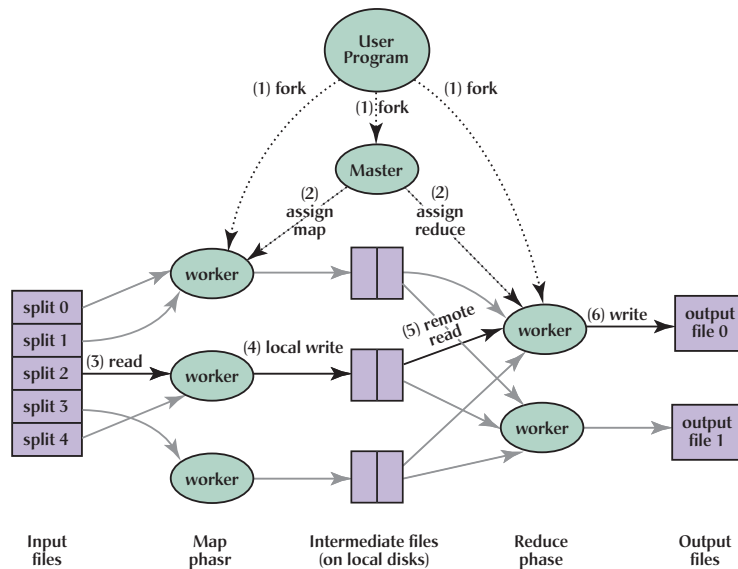 User
Program
(1) fork
(1) fork
(1) fork
Master
(2)
assign
map
(2)
assign
reduce
worker
split 0
split 1
split 2
split 3
split 4
(3) read
worker
(4) local write
(5) remote
read
worker
(6) write
output
file 0
worker
output
file 1
worker
Input
files
Map
phasr
Intermediate files
(on local disks)
Reduce
phase
Output
files